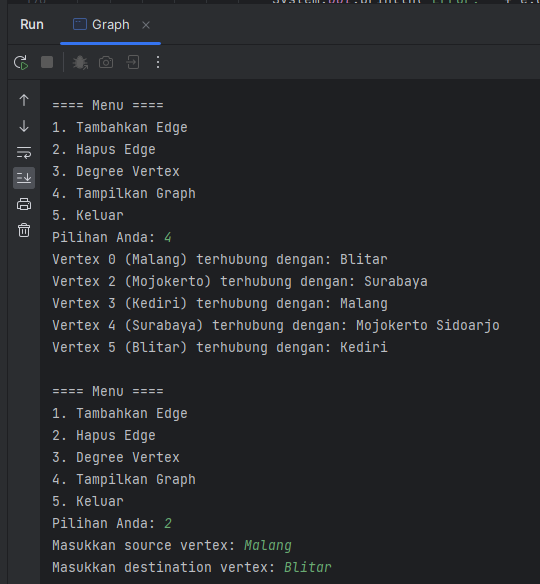 Run Graph
==== Menu ====
1. Tambahkan Edge
2. Hapus Edge
3. Degree Vertex
4. Tampilkan Graph
5. Keluar
Pilihan Anda: 4
Vertex 0 (Malang) terhubung dengan: Blitar
Vertex 2 (Mojokerto) terhubung dengan: Surabaya
Vertex 3 (Kediri) terhubung dengan: Malang
Vertex 4 (Surabaya) terhubung dengan: Mojokerto Sidoarjo
Vertex 5 (Blitar) terhubung dengan: Kediri
==== Menu ====
1. Tambahkan Edge
2. Hapus Edge
3. Degree Vertex
4. Tampilkan Graph
5. Keluar
Pilihan Anda: 2
Masukkan source vertex: Malang
Masukkan destination vertex: Blitar